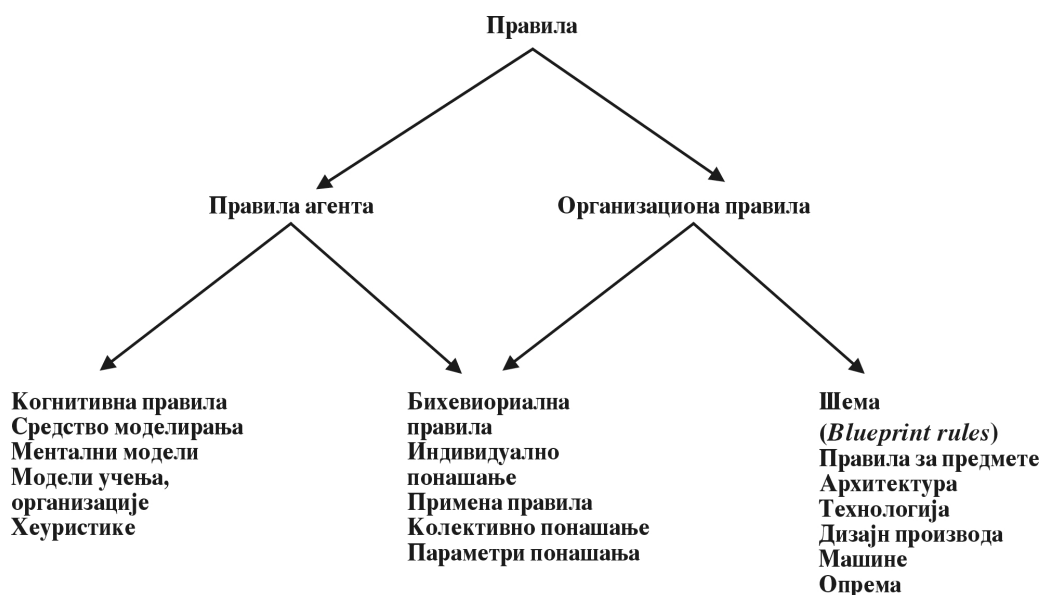 Правила
Правила агента
Организациона правила
Когнитивна правила
Средство моделирања
Ментални модели
Модели учења,
организације
Хеуристике
Бихевиориална
правила
Индивидуално
понашање
Примена правила
Колективно понашање
Параметри понашања
Шема
(Blueprint rules)
Правила за предмете
Архитектура
Технологија
Дизајн производа
Машине
Опрема